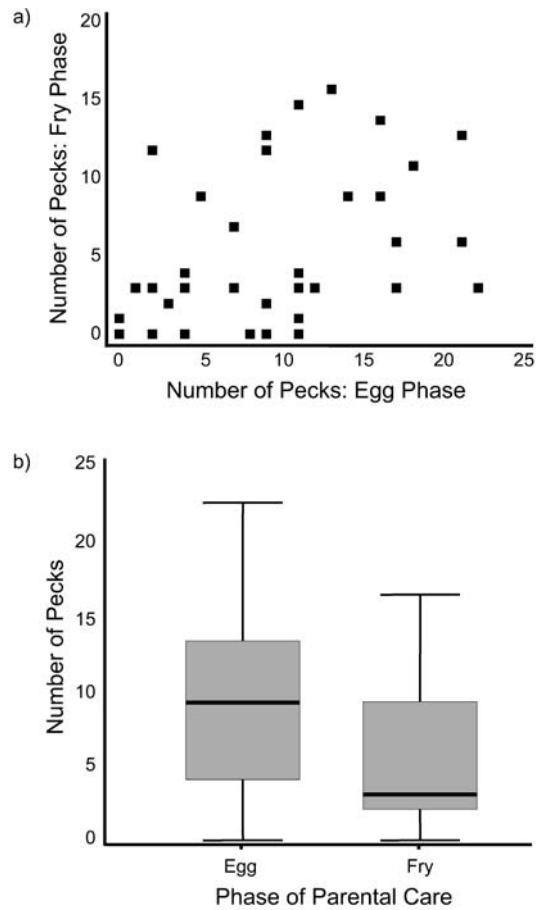 a)
20
15
10
5
0
Number of Pecks: Fry Phase
0 5 10 15 20 25
Number of Pecks: Egg Phase
b)
25
20
15
10
5
0
Number of Pecks
Egg Fry
Phase of Parental Care